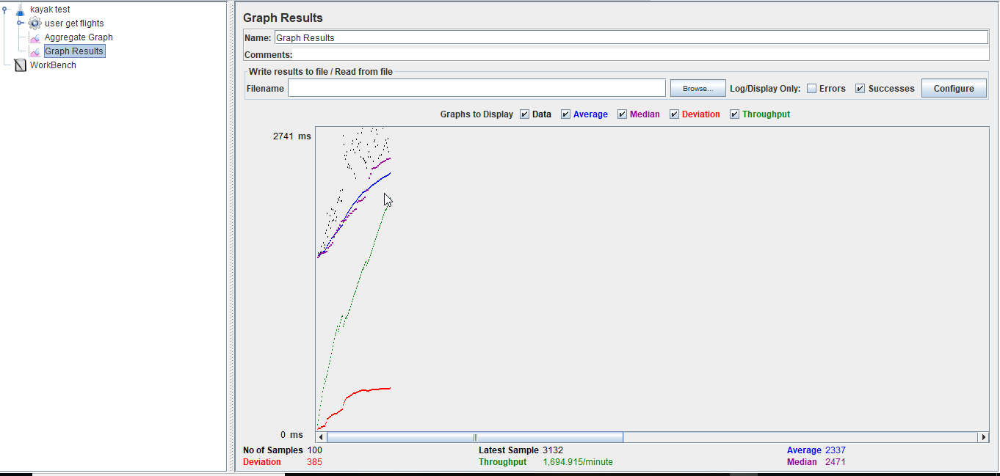 kayak test
user get flights
Aggregate Graph
Graph Results
WorkBench
Graph Results
Name: Graph Results
Comments:
Write results to file / Read from file
Filename Browse... Log/Display Only: Errors Successes Configure
Graphs to Display Data Average Median Deviation Throughput
2741 ms
0 ms
No of Samples 100 Latest Sample 3132 Average 2337
Deviation 385 Throughput 1,694.915/minute Median 2471